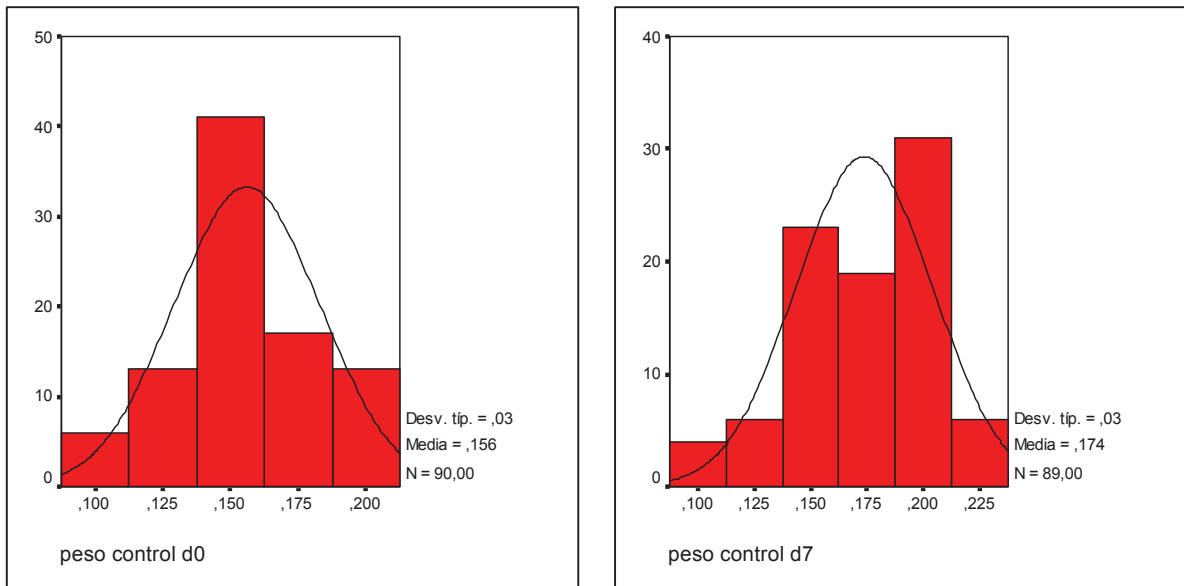 50
40
30
20
10
0
,100 ,125 ,150 ,175 ,200
Desv. típ. = ,03
Media = ,156
N = 90,00
peso control d0
40
30
20
10
0
,100 ,125 ,150 ,175 ,200 ,225
Desv. típ. = ,03
Media = ,174
N = 89,00
peso control d7